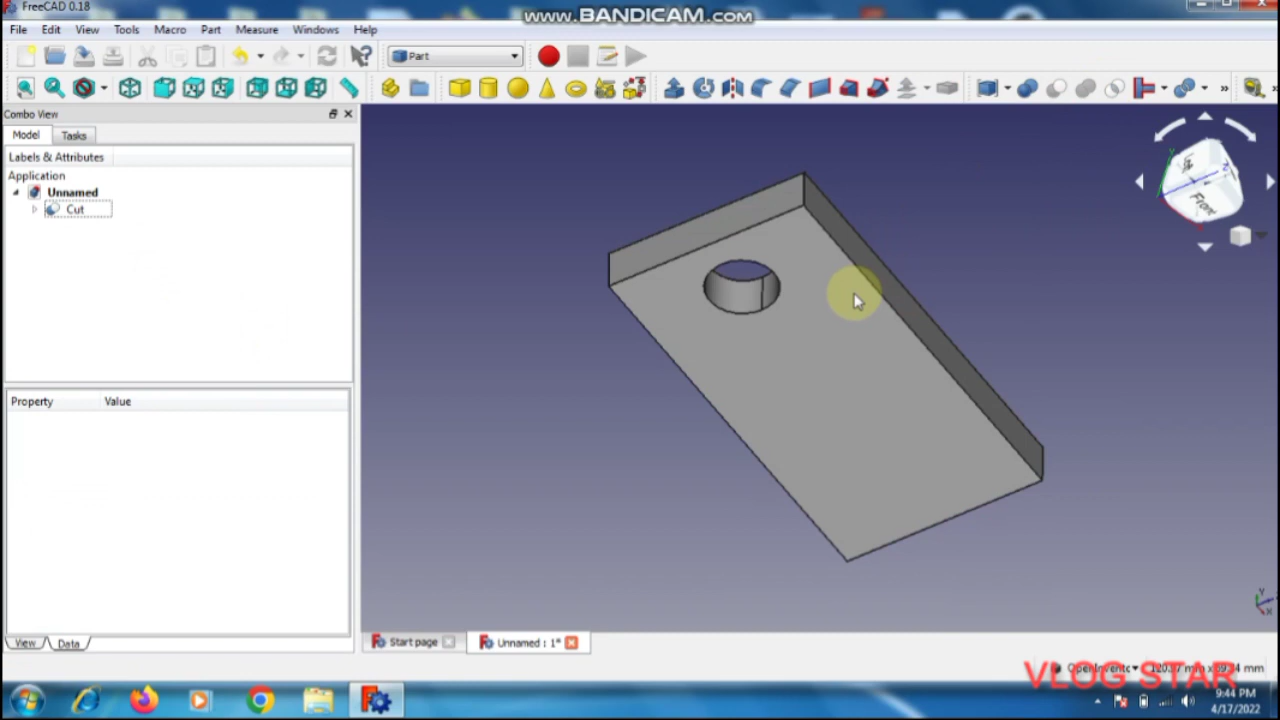 FreeCAD 0.18
www.BANDICAM.com
File Edit View Tools Macro Part Measure Windows Help
Part
Combo View
Model Tasks
Labels & Attributes
Application
Unnamed
Cut
Front
Property Value
View Data
Start page Unnamed : 1*
VLOG STAR
9:44 PM
4/17/2022